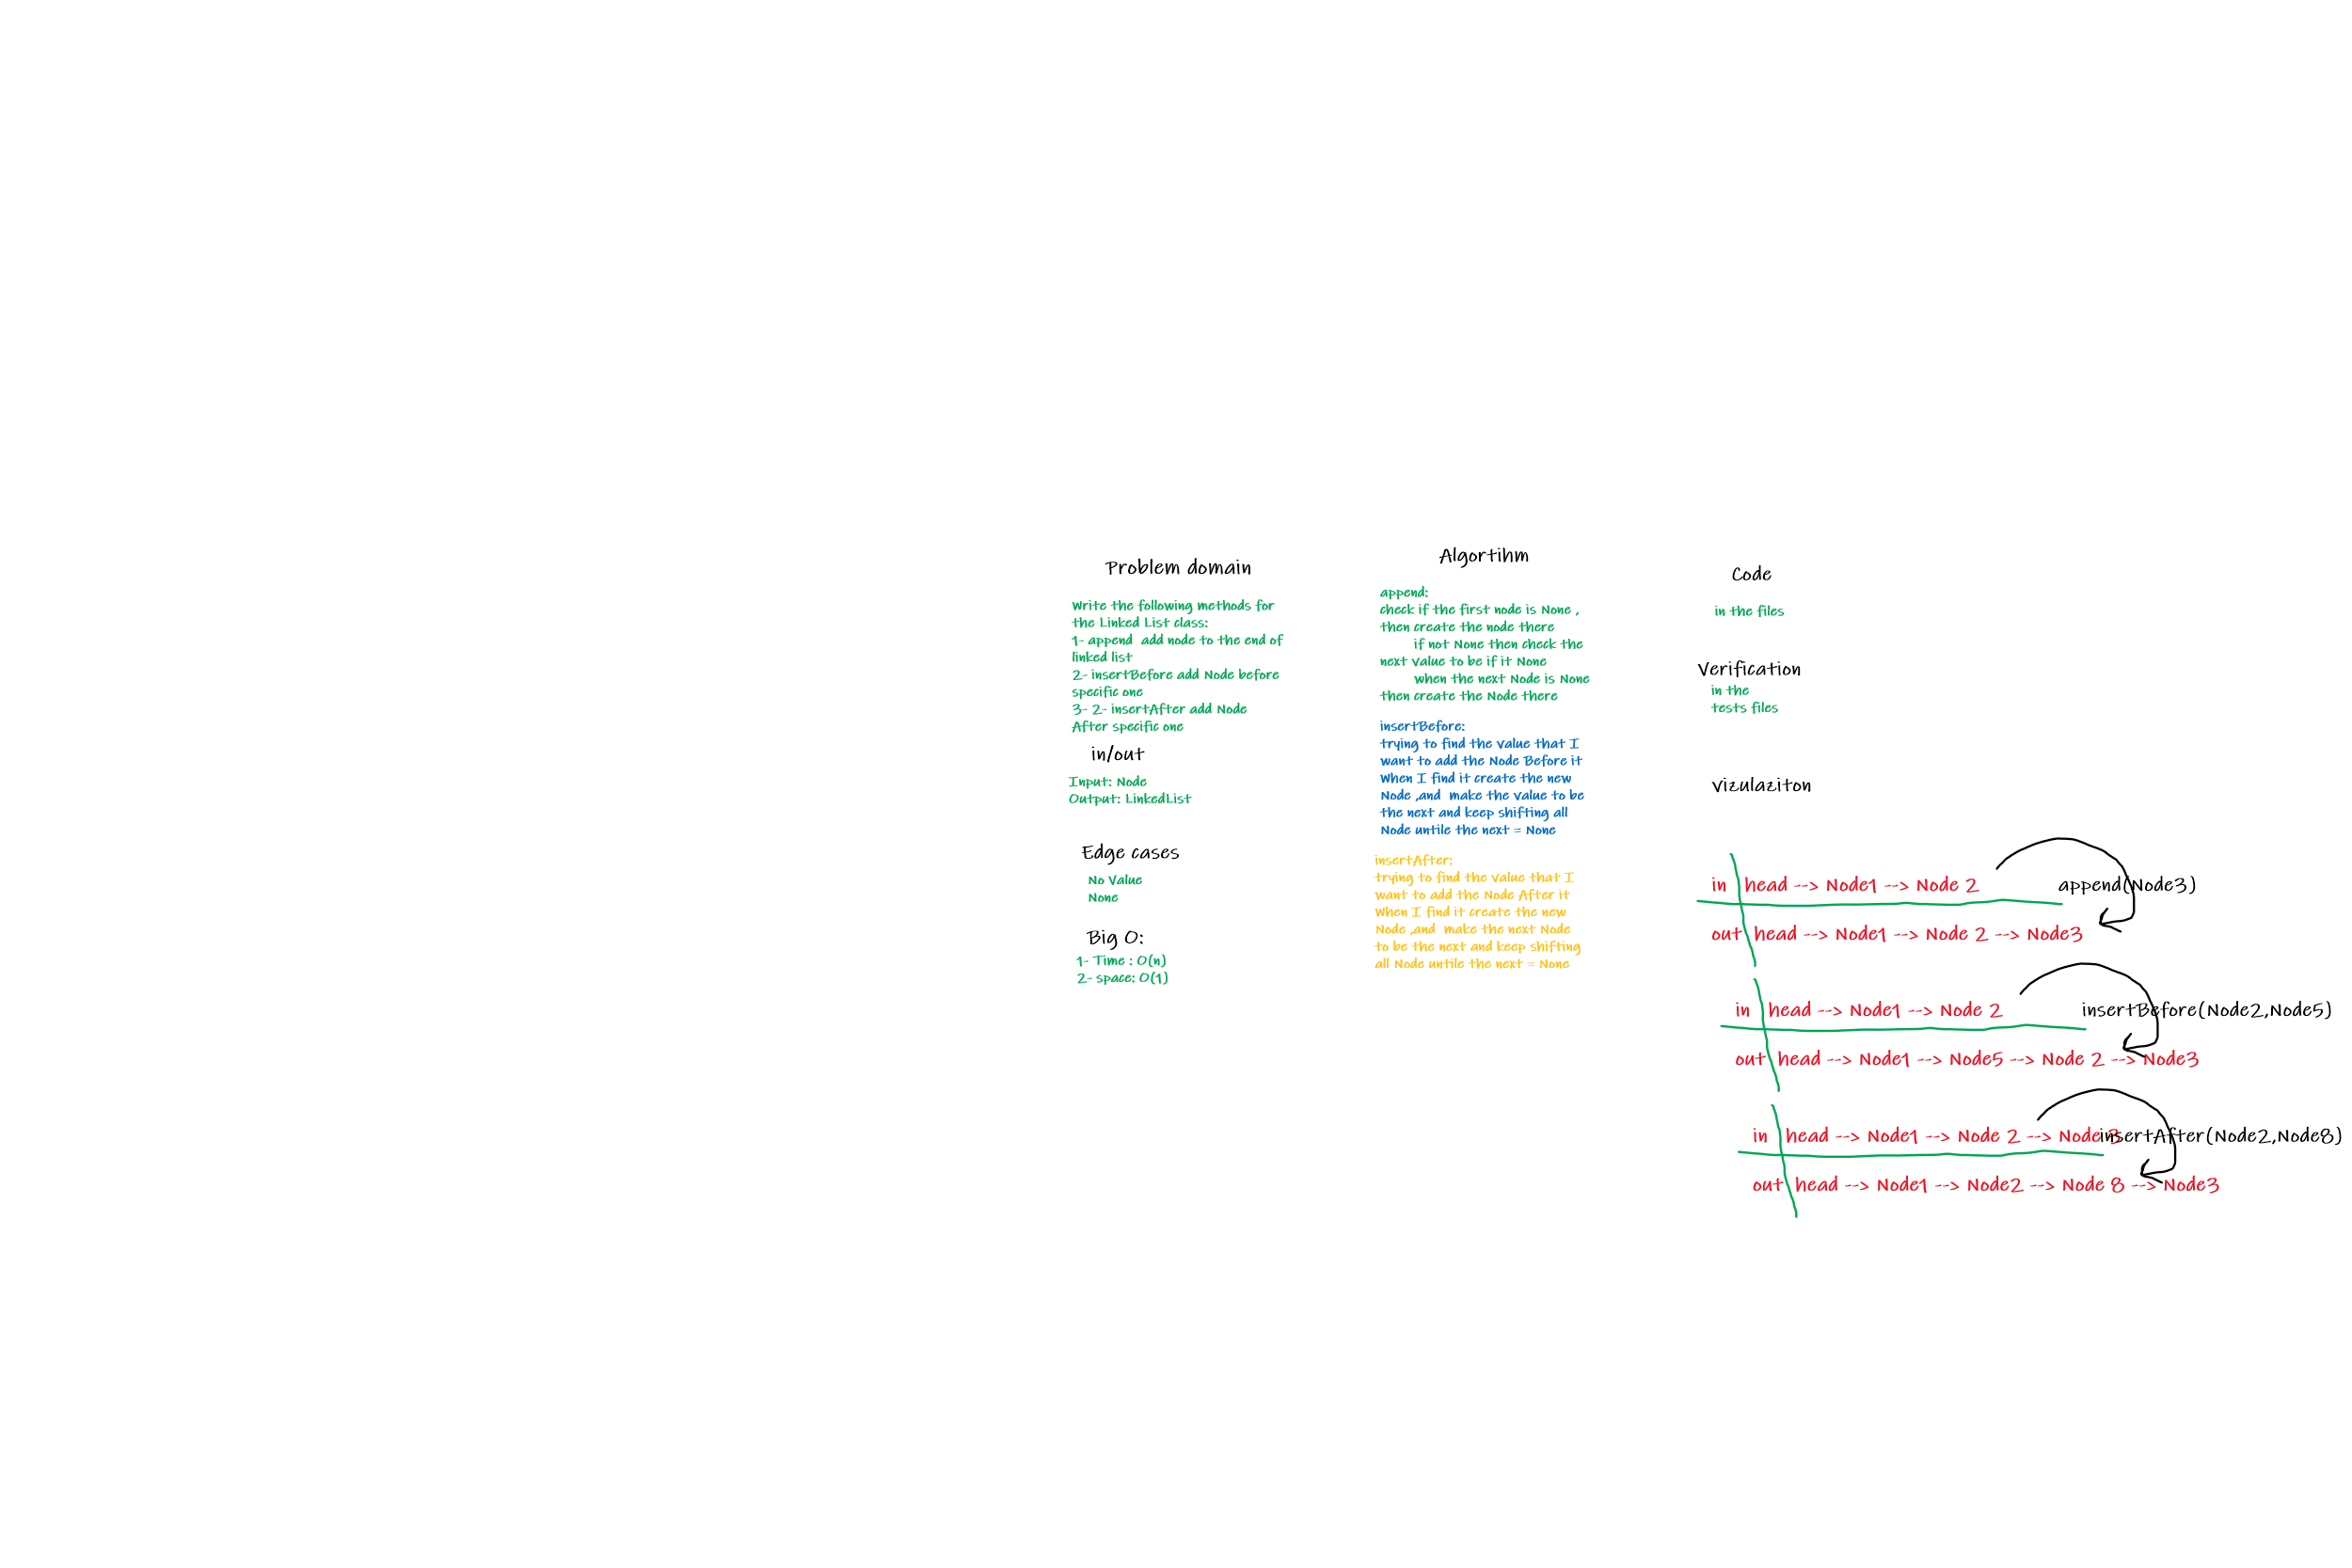 Problem domain
Write the following methods for
the Linked List class:
1- append  add node to the end of
linked list
2- insertBefore add Node before
specific one
3- 2- insertAfter add Node
After specific one
in/out
Input: Node
Output: LinkedList
Edge cases
No Value
None
Big O:
1- Time : O(n)
2- space: O(1)
Algortihm
append:
check if the first node is None ,
then create the node there
if not None then check the
next value to be if it None
when the next Node is None
then create the Node there
insertBefore:
trying to find the value that I
want to add the Node Before it
When I find it create the new
Node ,and  make the value to be
the next and keep shifting all
Node untile the next = None
insertAfter:
trying to find the value that I
want to add the Node After it
When I find it create the new
Node ,and  make the next Node
to be the next and keep shifting
all Node untile the next = None
Code
in the files
Verification
in the
tests files
vizulaziton
in head --> Node1 --> Node 2 append(Node3)
out head --> Node1 --> Node 2 --> Node3
in head --> Node1 --> Node 2 insertBefore(Node2,Node5)
out head --> Node1 --> Node5 --> Node 2 --> Node3
in head --> Node1 --> Node 2 --> Node 3 insertAfter(Node2,Node8)
out head --> Node1 --> Node2 --> Node 8 --> Node3